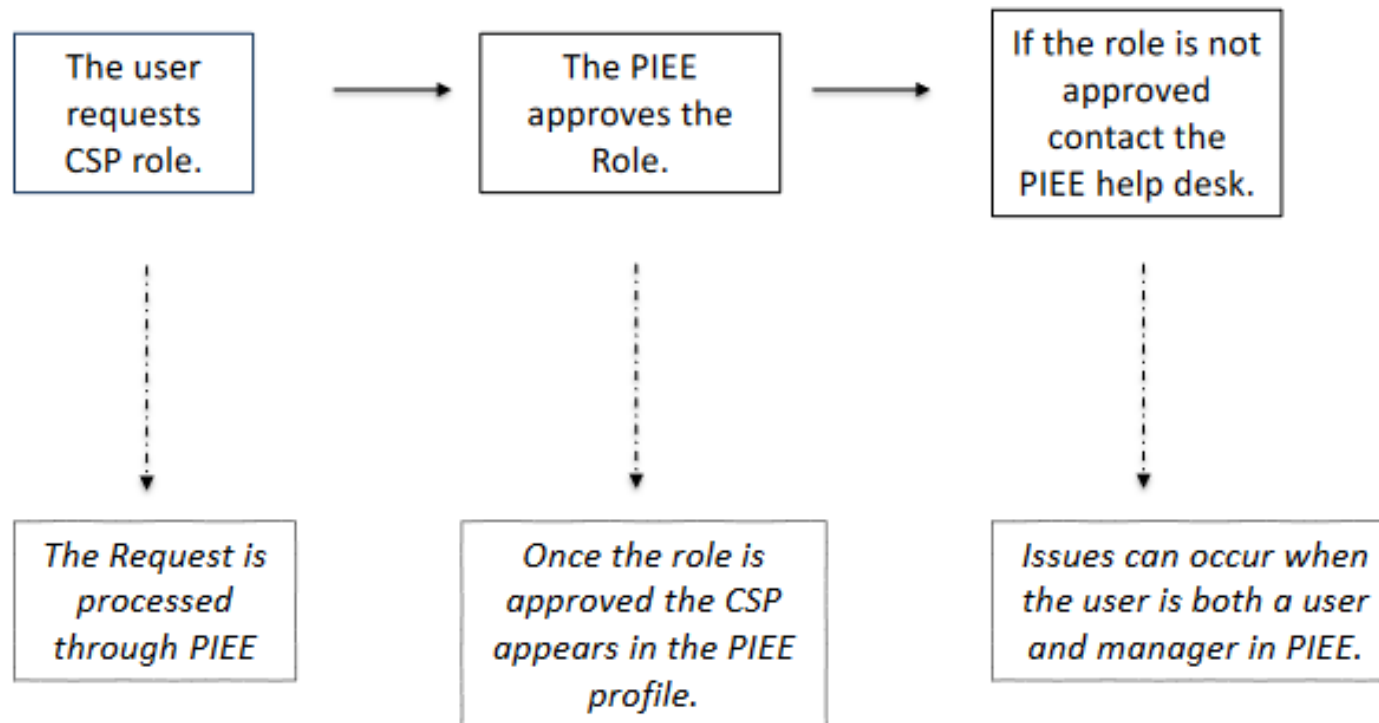 The user
requests
CSP role.
The PIEE
approves the
Role.
If the role is not
approved
contact the
PIEE help desk.
The Request is
processed
through PIEE
Once the role is
approved the CSP
appears in the PIEE
profile.
Issues can occur when
the user is both a user
and manager in PIEE.